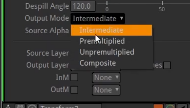 Despill Angle 120.0
Output Mode Intermediate
Source Alpha Intermediate
Premultiplied
Unpremultiplied
Source Layer
Composite
Output Layer
InM None
OutM None